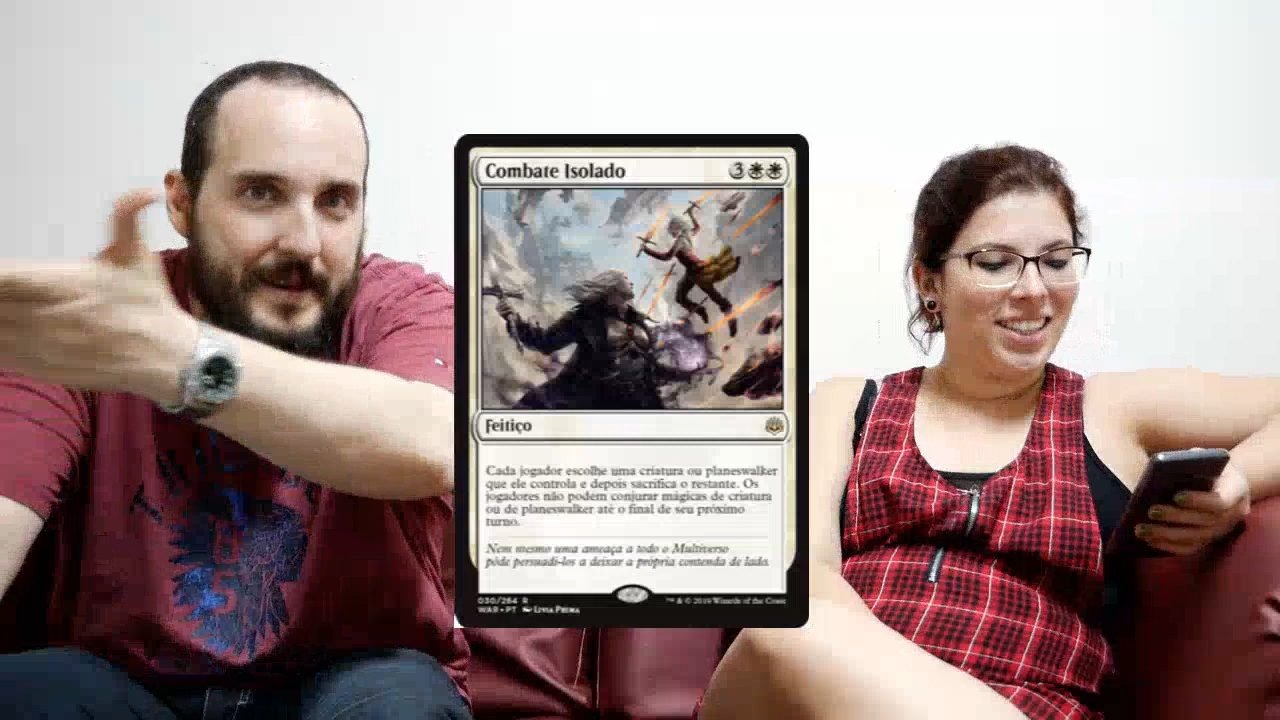 Combate Isolado 3
Feitiço
Cada jogador escolhe uma criatura ou planeswalker
que ele controla e depois sacrifica o restante. Os
jogadores não podem conjurar mágicas de criatura
ou de planeswalker até o final de seu próximo
turno.
Nem mesmo uma ameaça a todo o Multiverso
pôde persuadi-los a deixar a própria contenda de lado.
030/264 R
WAR • PT Livia Prima
™ & © 2019 Wizards of the Coast